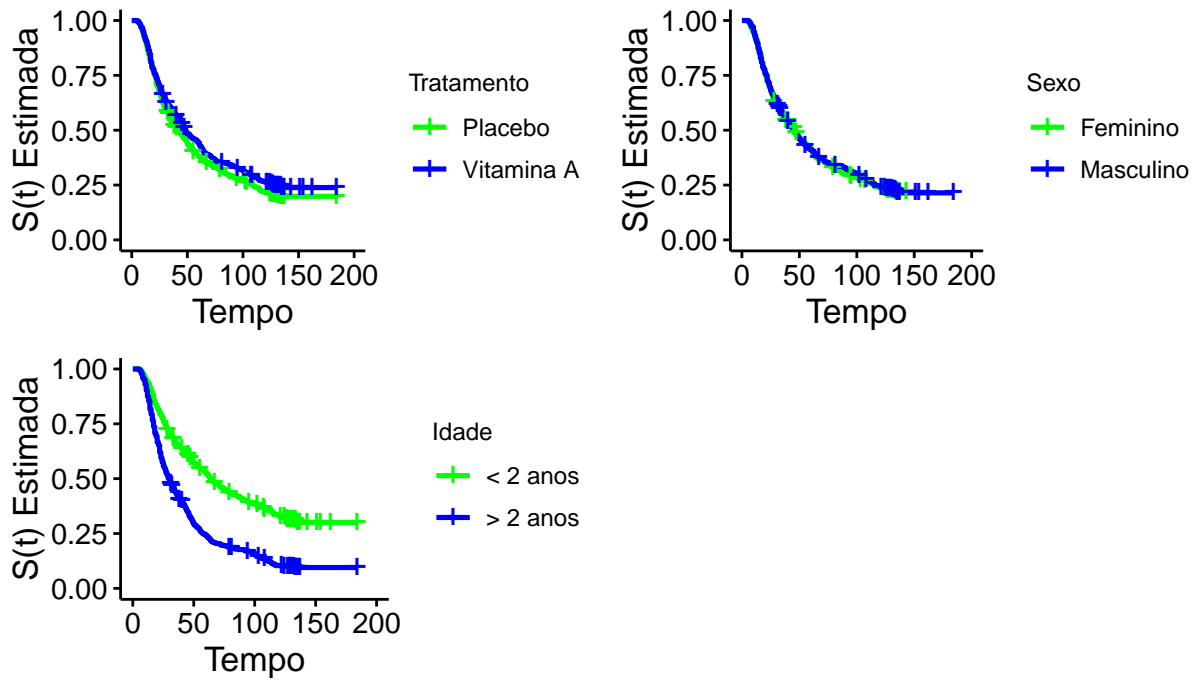 S(t) Estimada
1.00
0.75
0.50
0.25
0.00
0 50 100 150 200
Tempo
Tratamento
Placebo
Vitamina A
S(t) Estimada
1.00
0.75
0.50
0.25
0.00
0 50 100 150 200
Tempo
Sexo
Feminino
Masculino
S(t) Estimada
1.00
0.75
0.50
0.25
0.00
0 50 100 150 200
Tempo
Idade
< 2 anos
> 2 anos